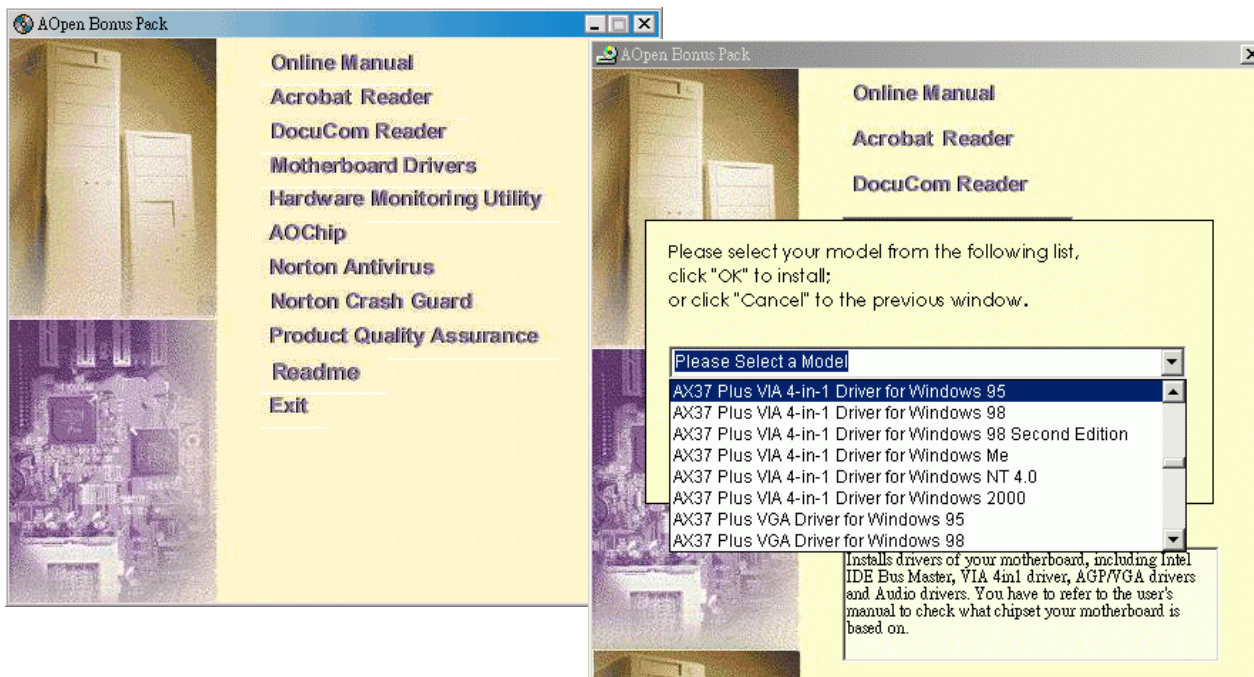 AOpen Bonus Pack
Online Manual
Acrobat Reader
DocuCom Reader
Motherboard Drivers
Hardware Monitoring Utility
AOChip
Norton Antivirus
Norton Crash Guard
Product Quality Assurance
Readme
Exit
AOpen Bonus Pack
Online Manual
Acrobat Reader
DocuCom Reader
Please select your model from the following list,
click "OK" to install;
or click "Cancel" to the previous window.
Please Select a Model
AX37 Plus VIA 4-in-1 Driver for Windows 95
AX37 Plus VIA 4-in-1 Driver for Windows 98
AX37 Plus VIA 4-in-1 Driver for Windows 98 Second Edition
AX37 Plus VIA 4-in-1 Driver for Windows Me
AX37 Plus VIA 4-in-1 Driver for Windows NT 4.0
AX37 Plus VIA 4-in-1 Driver for Windows 2000
AX37 Plus VGA Driver for Windows 95
AX37 Plus VGA Driver for Windows 98
Installs drivers of your motherboard, including Intel
IDE Bus Master, VIA 4in1 driver, AGP/VGA drivers
and Audio drivers. You have to refer to the user's
manual to check what chipset your motherboard is
based on.